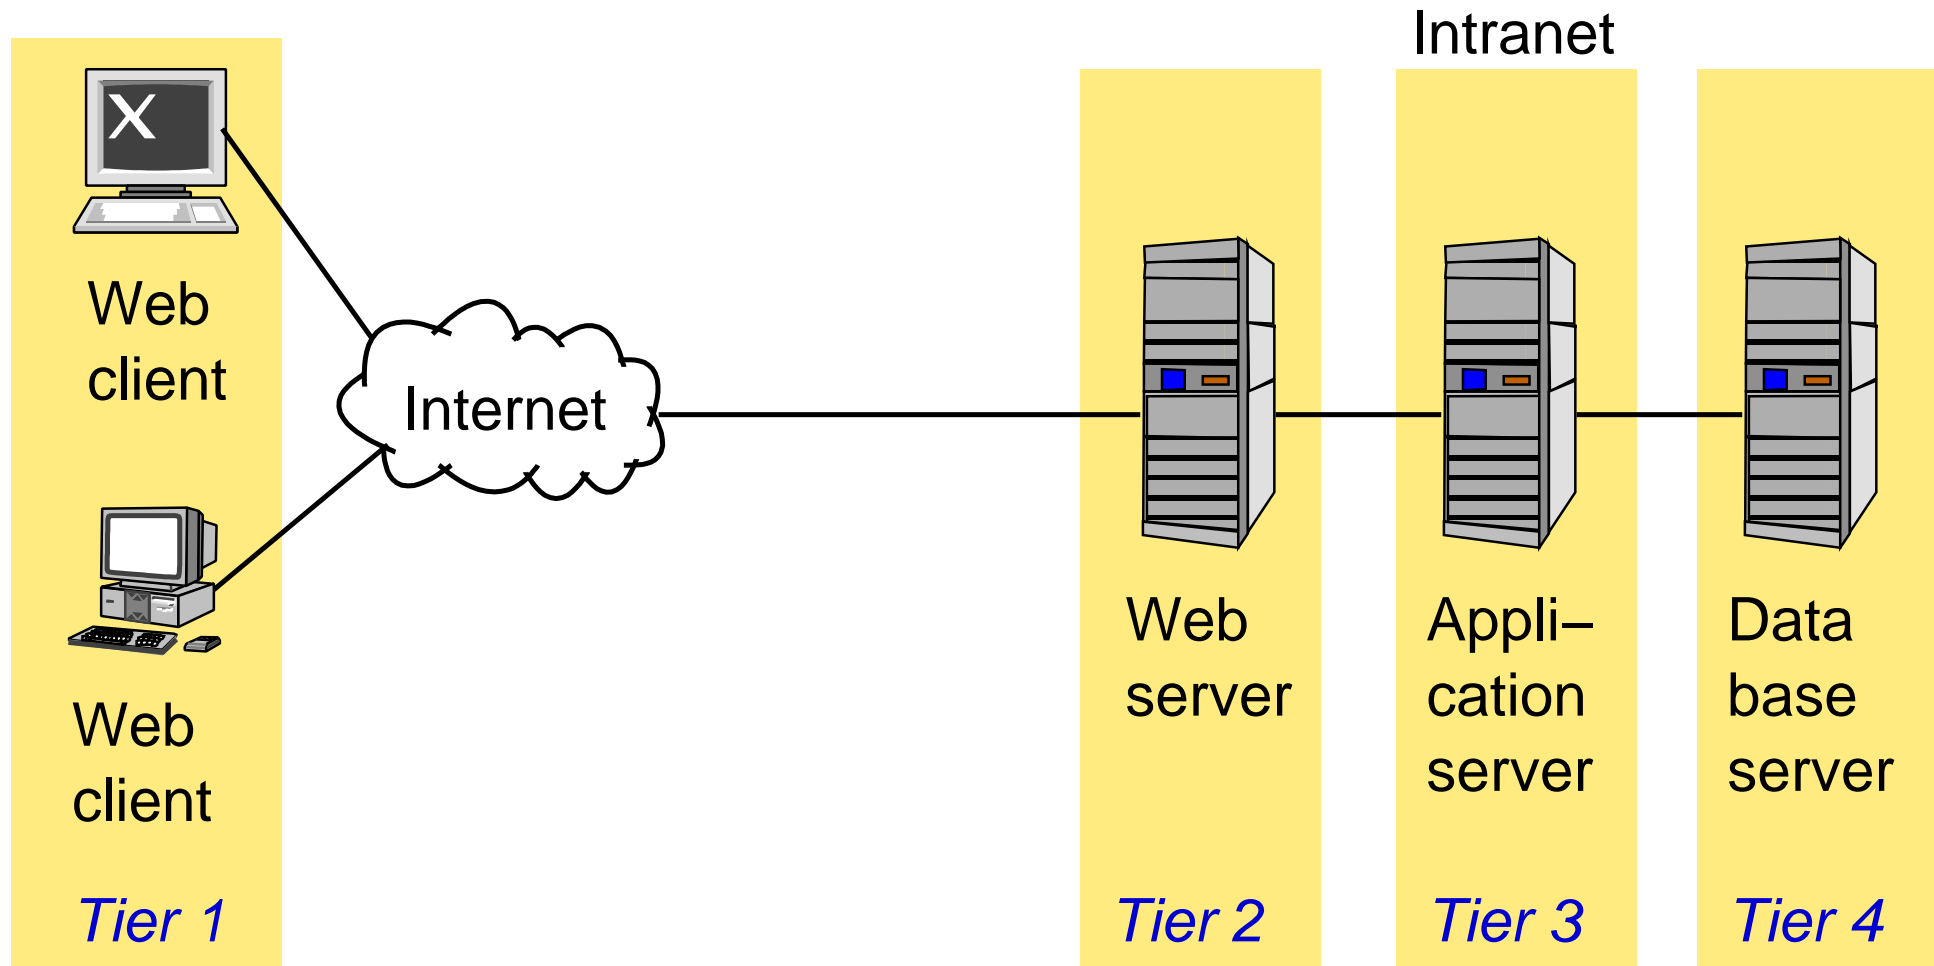 Intranet
X
Web
client
Internet
Web
client
Web
server
Appli–
cation
server
Data
base
server
Tier 1
Tier 2
Tier 3
Tier 4